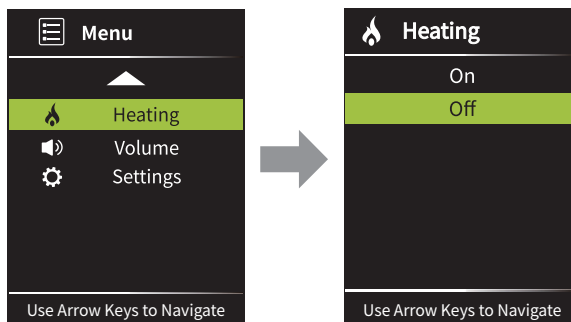 Menu
Heating
Volume
Settings
Use Arrow Keys to Navigate
Heating
On
Off
Use Arrow Keys to Navigate